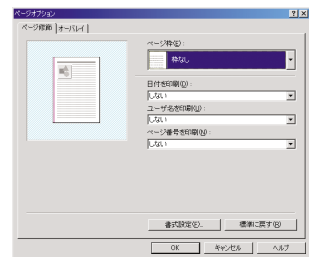 ページオプション
ページ修飾 オーバレイ
ページ枠(E):
枠なし
日付を印刷(D):
しない
ユーザ名を印刷(U):
しない
ページ番号を印刷(N):
しない
書式設定(F)... 標準に戻す(R)
OK キャンセル ヘルプ